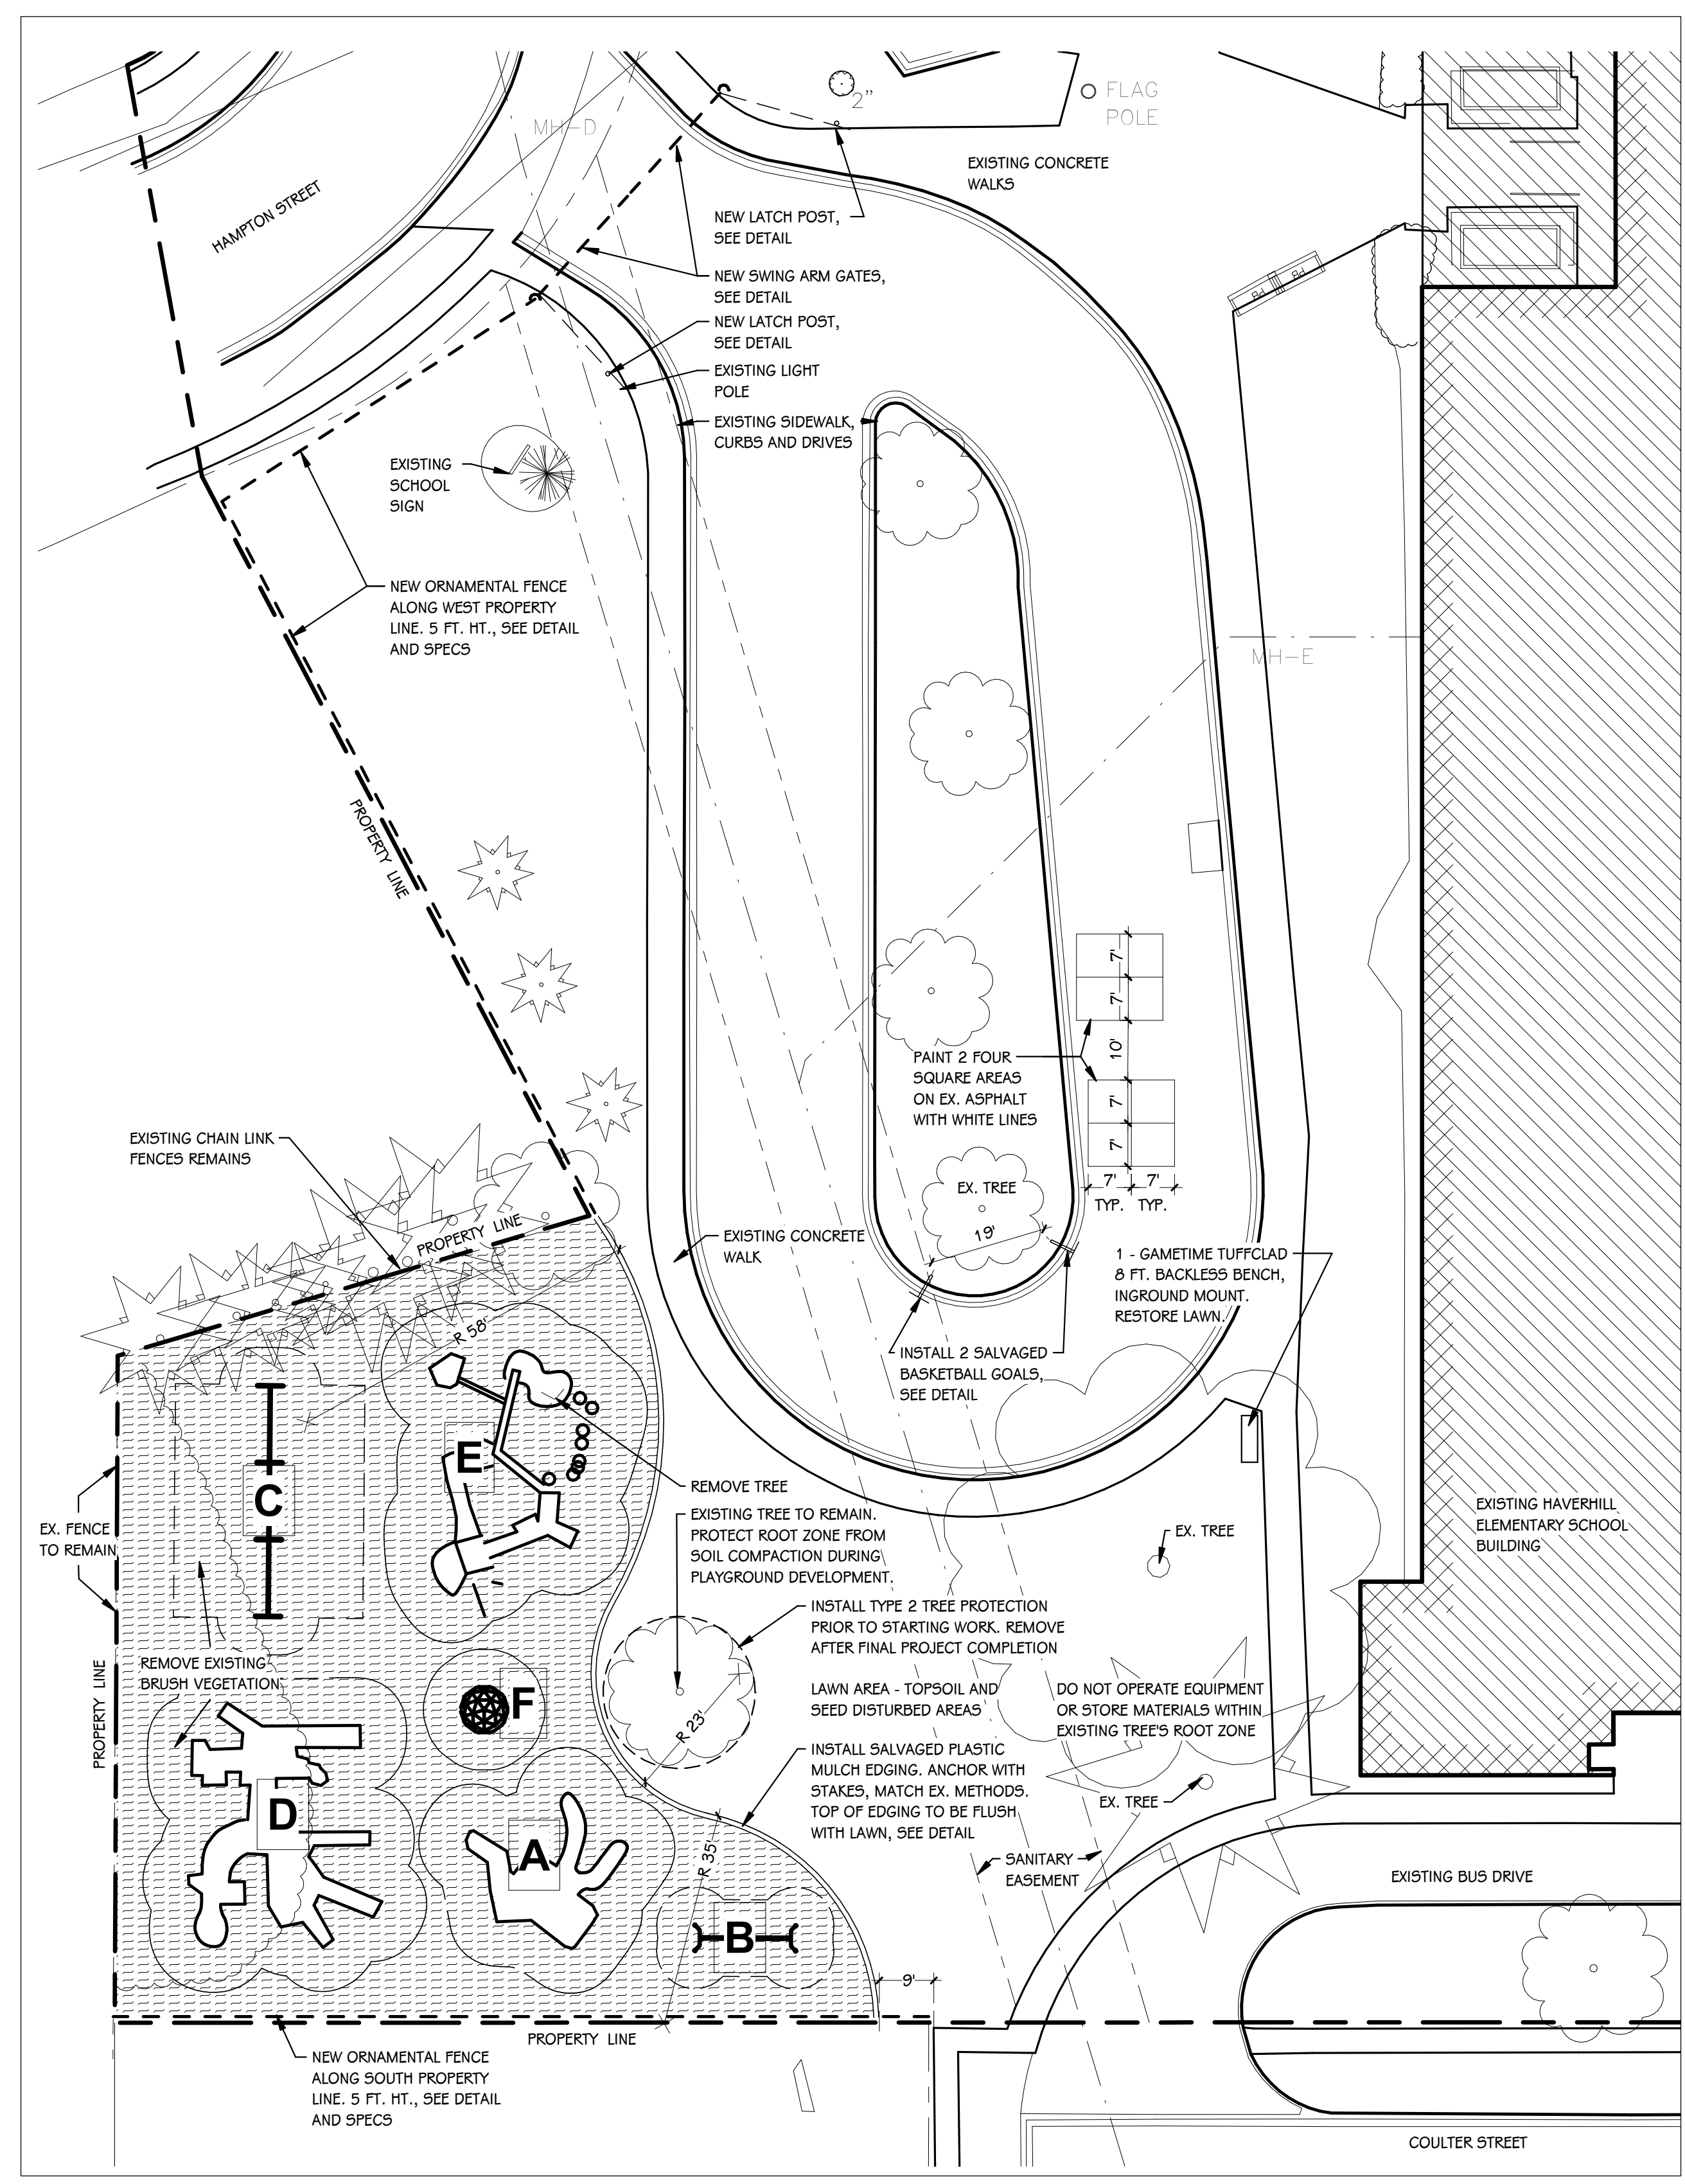 2"
FLAG
POLE
MH-D
EXISTING CONCRETE
WALKS
HAMPTON STREET
NEW LATCH POST,
SEE DETAIL
NEW SWING ARM GATES,
SEE DETAIL
NEW LATCH POST,
SEE DETAIL
EXISTING LIGHT
POLE
EXISTING SIDEWALK,
CURBS AND DRIVES
EXISTING
SCHOOL
SIGN
NEW ORNAMENTAL FENCE
ALONG WEST PROPERTY
LINE. 5 FT. HT., SEE DETAIL
AND SPECS
MH-E
PROPERTY LINE
7'
7'
10'
7'
7'
PAINT 2 FOUR
SQUARE AREAS
ON EX. ASPHALT
WITH WHITE LINES
7' 7'
TYP. TYP.
EXISTING CHAIN LINK
FENCES REMAINS
EX. TREE
19'
PROPERTY LINE
EXISTING CONCRETE
WALK
1 - GAMETIME TUFFCLAD
8 FT. BACKLESS BENCH,
INGROUND MOUNT.
RESTORE LAWN.
R 58'
INSTALL 2 SALVAGED
BASKETBALL GOALS,
SEE DETAIL
E
C
REMOVE TREE
EX. FENCE
TO REMAIN
EXISTING TREE TO REMAIN.
PROTECT ROOT ZONE FROM
SOIL COMPACTION DURING
PLAYGROUND DEVELOPMENT.
EX. TREE
EXISTING HAVERHILL
ELEMENTARY SCHOOL
BUILDING
INSTALL TYPE 2 TREE PROTECTION
PRIOR TO STARTING WORK. REMOVE
AFTER FINAL PROJECT COMPLETION
REMOVE EXISTING
BRUSH VEGETATION
PROPERTY LINE
F
R 23'
LAWN AREA - TOPSOIL AND
SEED DISTURBED AREAS
DO NOT OPERATE EQUIPMENT
OR STORE MATERIALS WITHIN
EXISTING TREE'S ROOT ZONE
INSTALL SALVAGED PLASTIC
MULCH EDGING. ANCHOR WITH
STAKES, MATCH EX. METHODS.
TOP OF EDGING TO BE FLUSH
WITH LAWN, SEE DETAIL
EX. TREE
D
A
R 35'
SANITARY
EASEMENT
EXISTING BUS DRIVE
B
9'
PROPERTY LINE
NEW ORNAMENTAL FENCE
ALONG SOUTH PROPERTY
LINE. 5 FT. HT., SEE DETAIL
AND SPECS
COULTER STREET